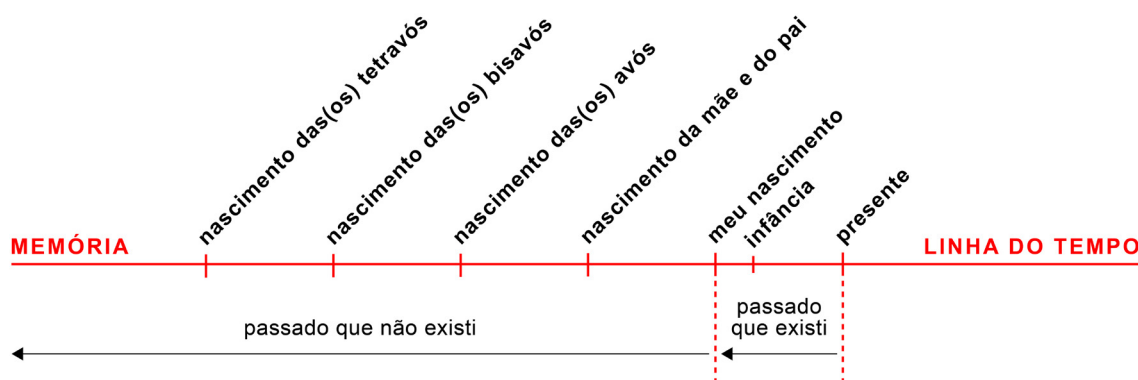 nascimento das(os) tetravós
nascimento das(os) bisavós
nascimento das(os) avós
nascimento da mãe e do pai
meu nascimento
infância
presente
MEMÓRIA
LINHA DO TEMPO
passado que não existi
passado
que existi